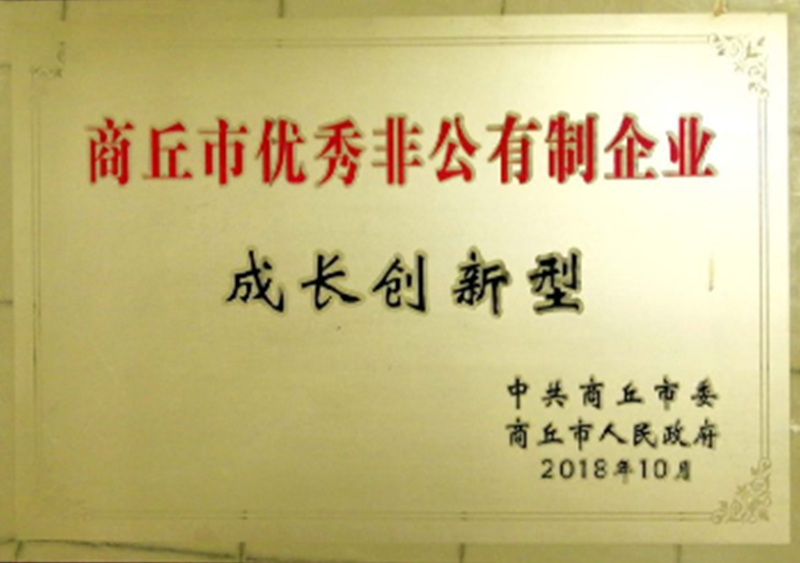 商丘市优秀非公有制企业
成长创新型
中共商丘市委
商丘市人民政府
2018年10月